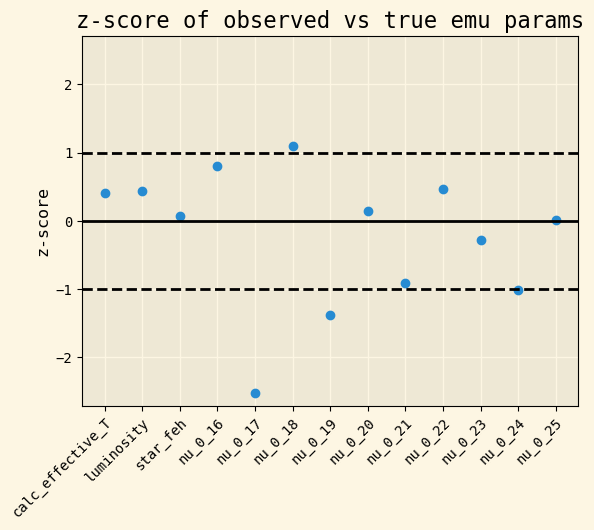 z-score of observed vs true emu params
z-score
2
1
0
−1
−2
calc_effective_T
luminosity
star_feh
nu_0_16
nu_0_17
nu_0_18
nu_0_19
nu_0_20
nu_0_21
nu_0_22
nu_0_23
nu_0_24
nu_0_25